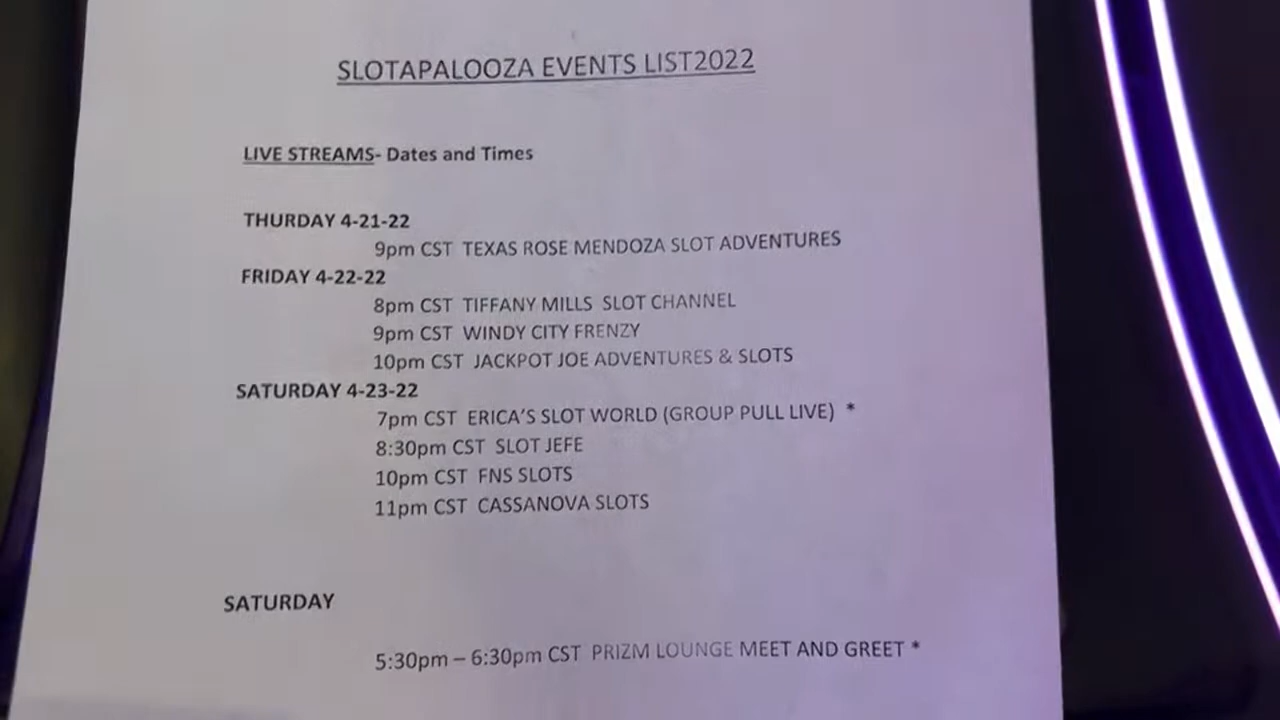 SLOTAPALOOZA EVENTS LIST2022
LIVE STREAMS- Dates and Times
THURDAY 4-21-22
9pm CST TEXAS ROSE MENDOZA SLOT ADVENTURES
FRIDAY 4-22-22
8pm CST TIFFANY MILLS SLOT CHANNEL
9pm CST WINDY CITY FRENZY
10pm CST JACKPOT JOE ADVENTURES & SLOTS
SATURDAY 4-23-22
7pm CST ERICA'S SLOT WORLD (GROUP PULL LIVE) *
8:30pm CST SLOT JEFE
10pm CST FNS SLOTS
11pm CST CASSANOVA SLOTS
SATURDAY
5:30pm – 6:30pm CST PRIZM LOUNGE MEET AND GREET *